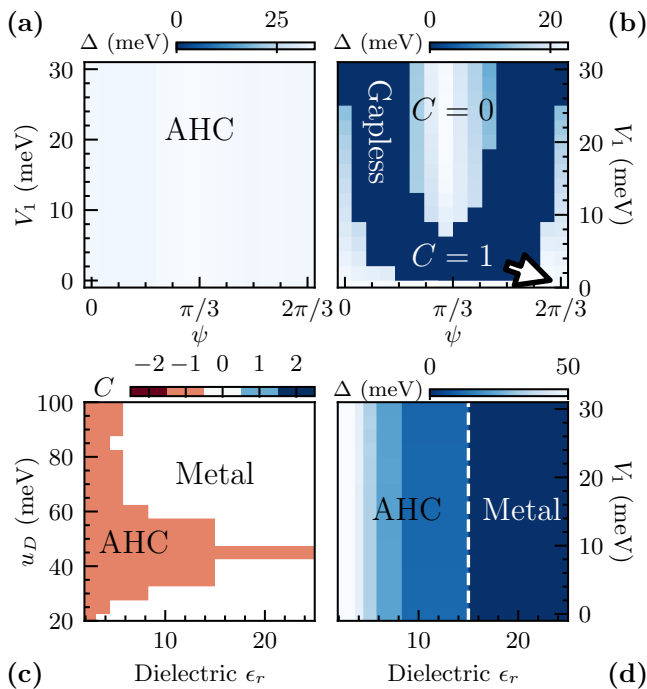 (a) Δ (meV) 0 25
Δ (meV) 0 20 (b)
V₁ (meV)
30
20
10
0
AHC
0 π/3 2π/3
ψ
Gapless
C = 0
C = 1
30
20
10
0
V₁ (meV)
0 π/3 2π/3
ψ
C −2 −1 0 1 2
Δ (meV) 0 50
u_D (meV)
100
80
60
40
20
Metal
AHC
10 20
(c) Dielectric ϵᵣ
AHC
Metal
30
20
10
0
V₁ (meV)
10 20
Dielectric ϵᵣ (d)